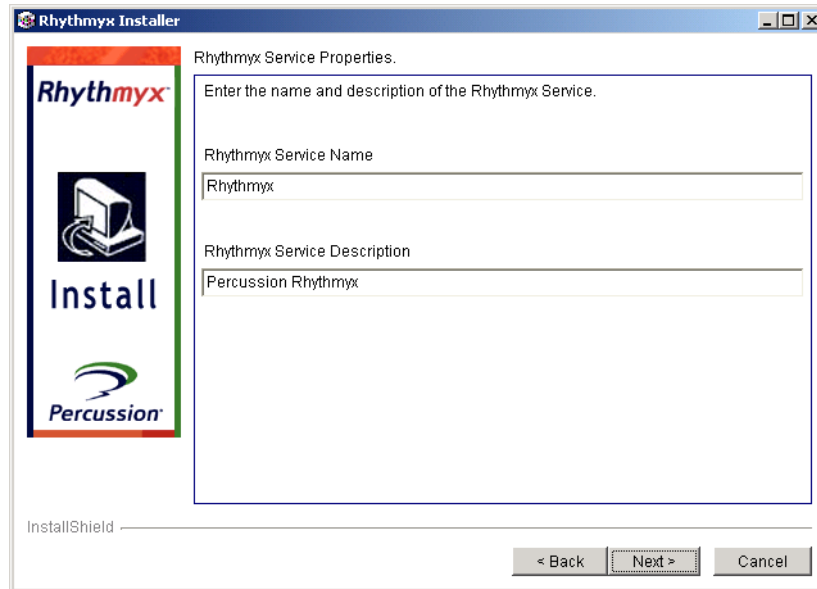 Rhythmyx Installer
Rhythmyx
Install
Percussion
Rhythmyx Service Properties.
Enter the name and description of the Rhythmyx Service.
Rhythmyx Service Name
Rhythmyx
Rhythmyx Service Description
Percussion Rhythmyx
InstallShield
< Back
Next >
Cancel